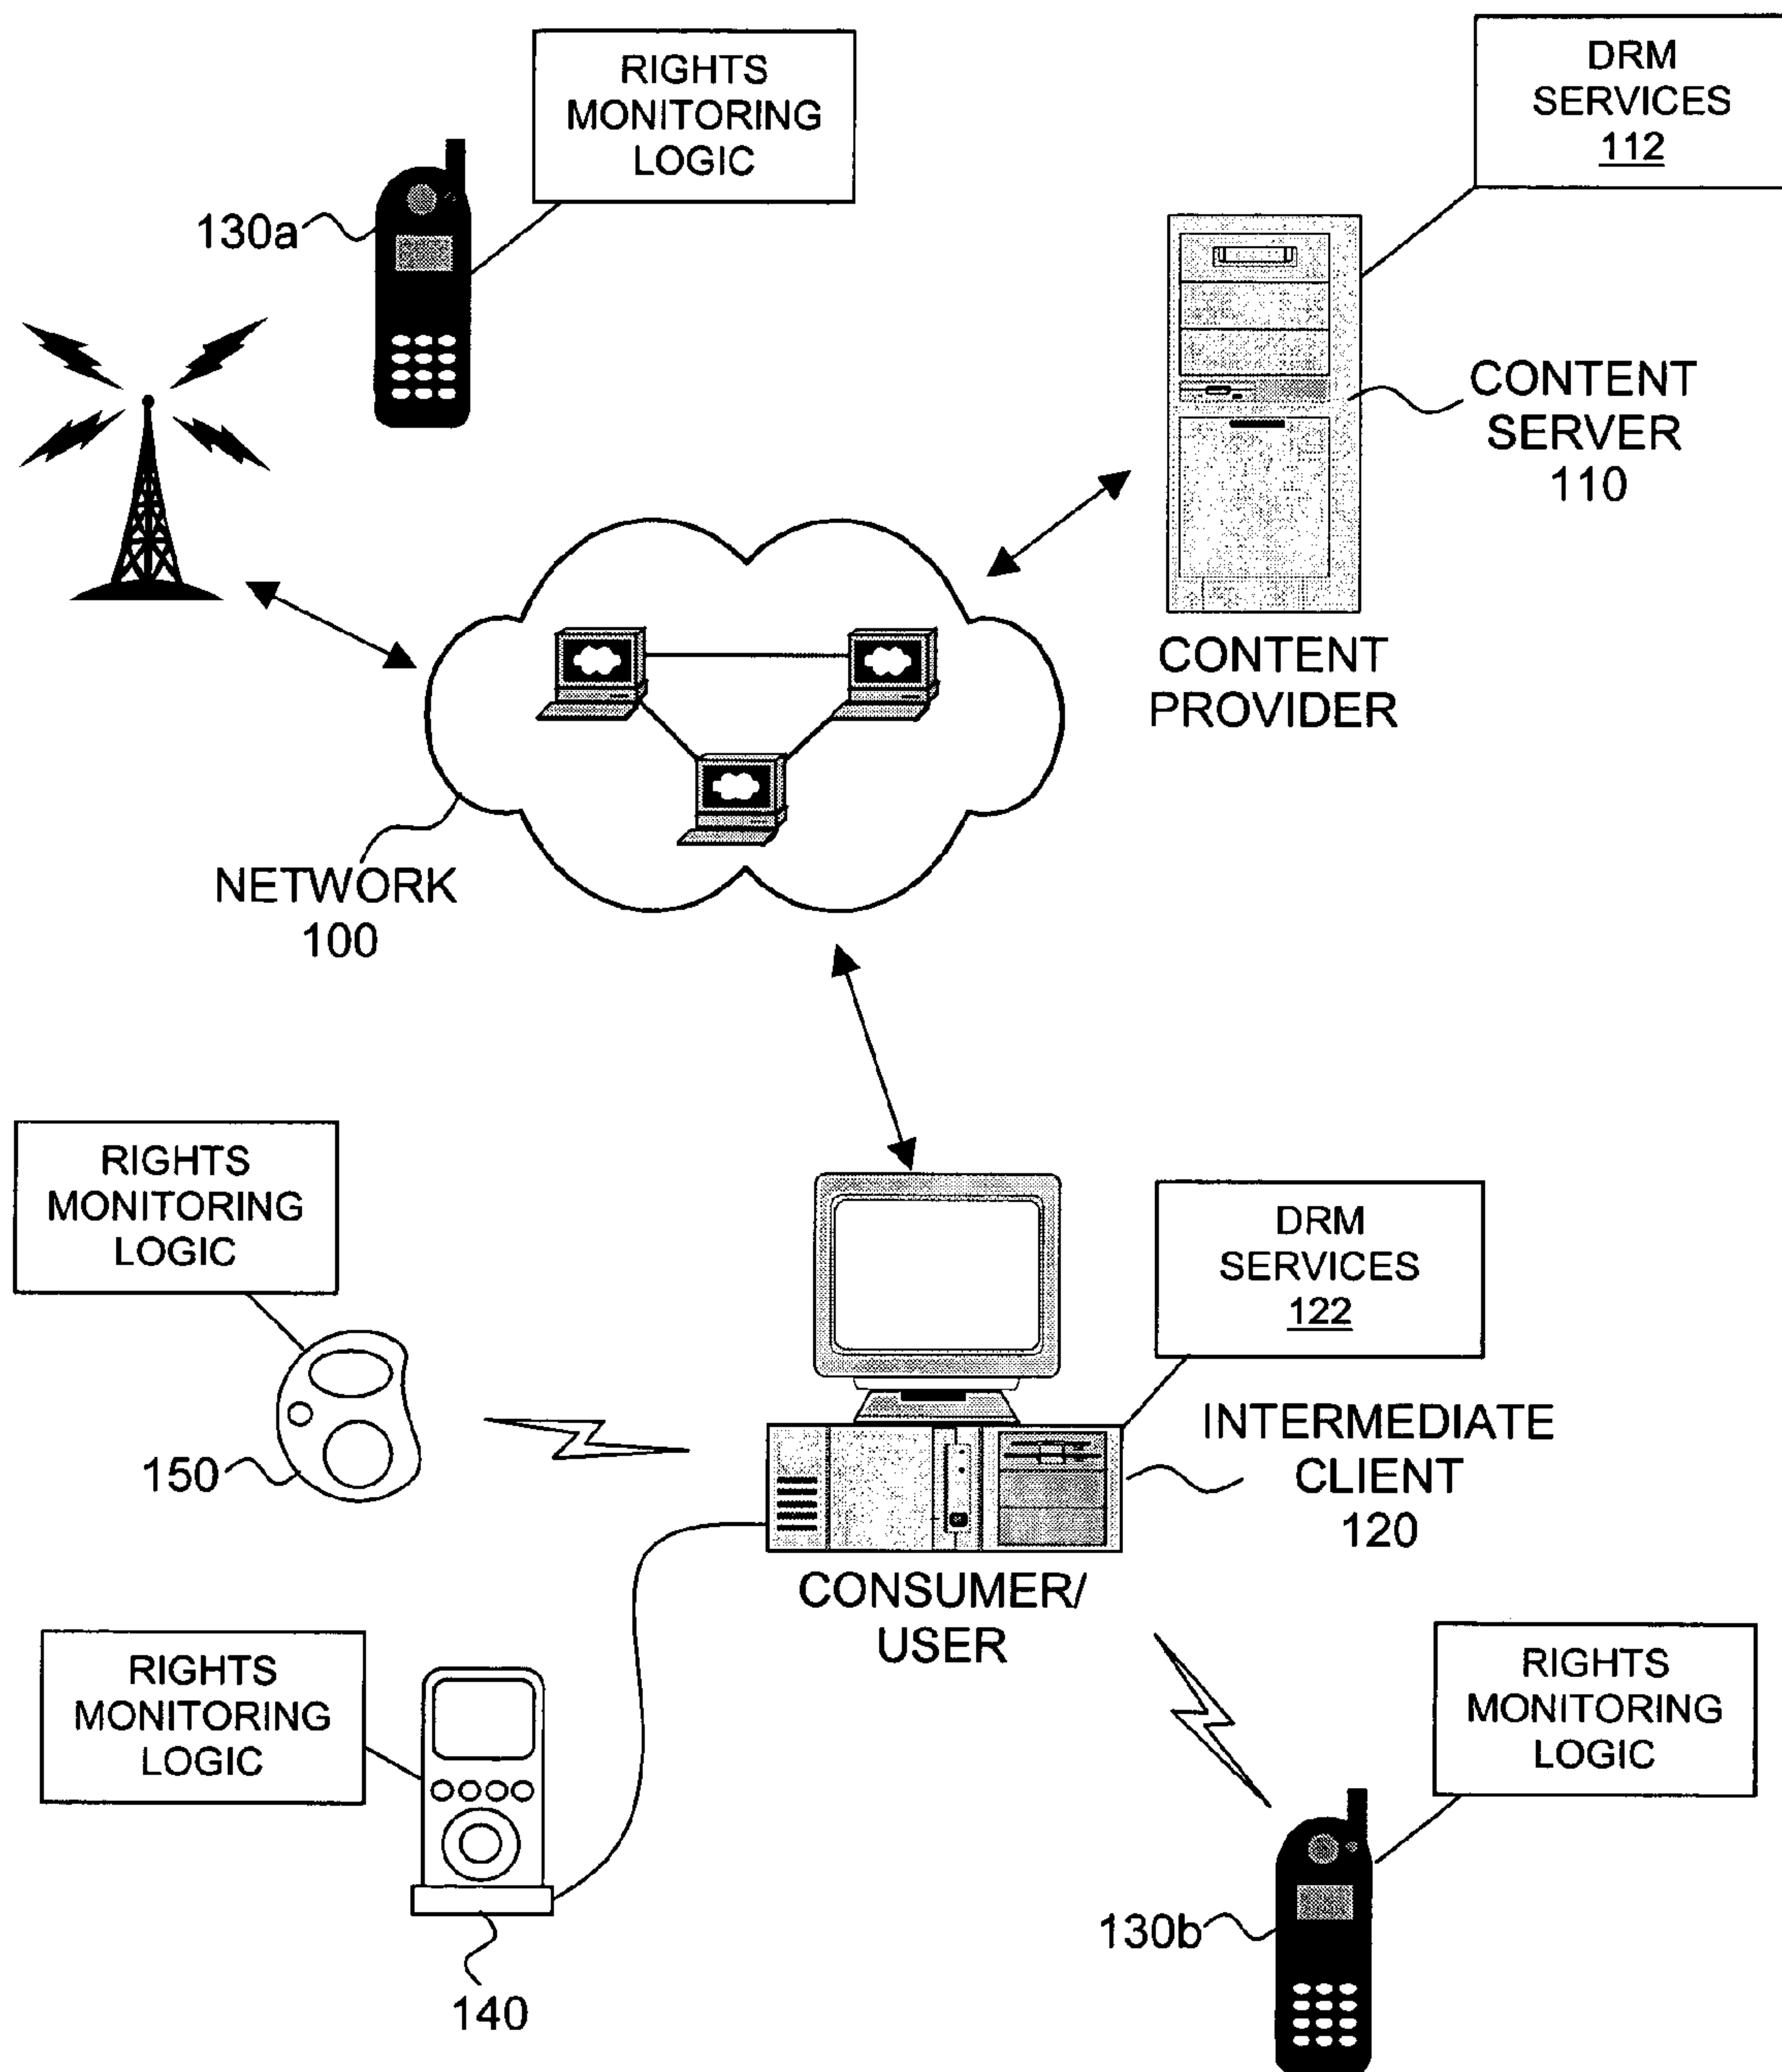 RIGHTS
MONITORING
LOGIC
DRM
SERVICES
112
130a
CONTENT
SERVER
110
CONTENT
PROVIDER
NETWORK
100
RIGHTS
MONITORING
LOGIC
DRM
SERVICES
122
150
INTERMEDIATE
CLIENT
120
CONSUMER/
USER
RIGHTS
MONITORING
LOGIC
RIGHTS
MONITORING
LOGIC
140
130b